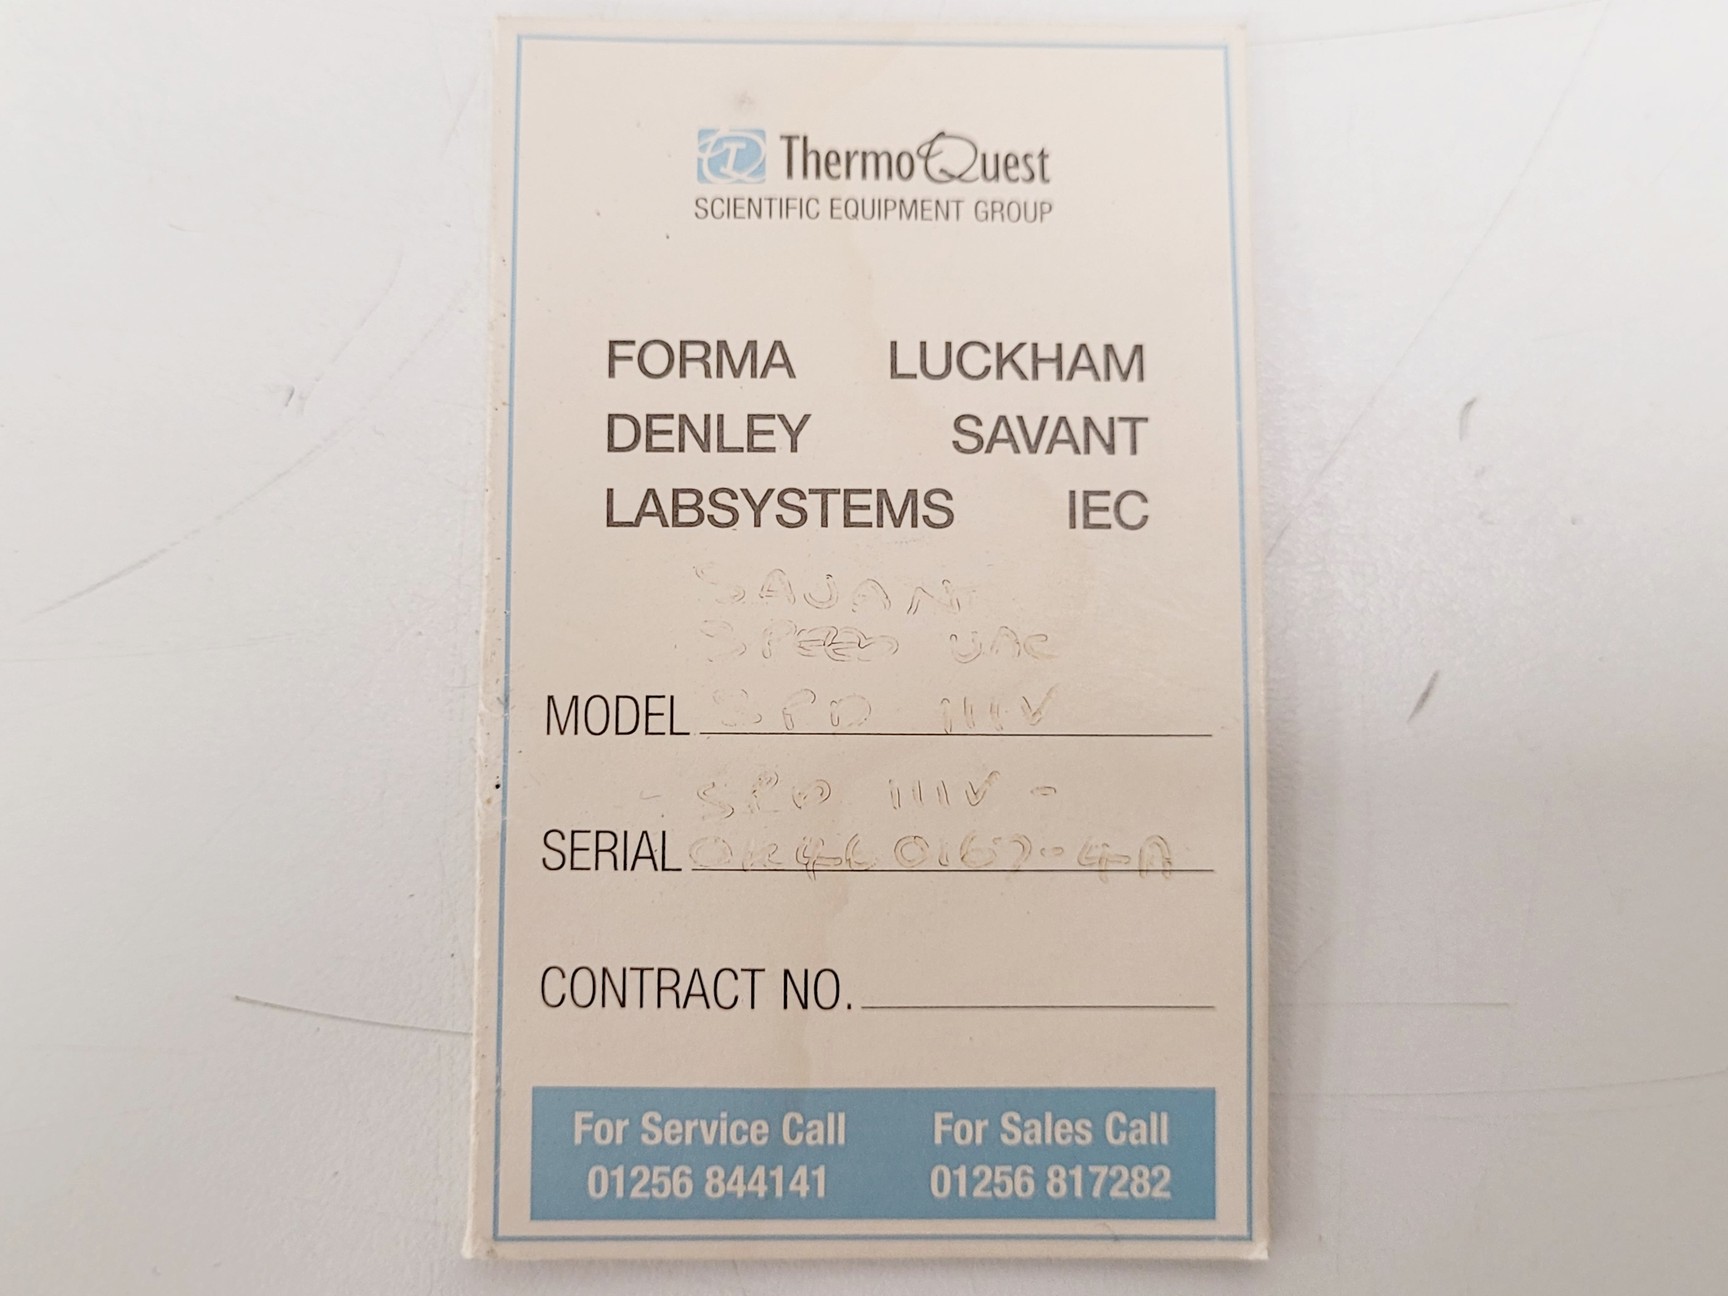 ThermoQuest
SCIENTIFIC EQUIPMENT GROUP
FORMA LUCKHAM
DENLEY SAVANT
LABSYSTEMS IEC
SAVANT
SPEED VAC
MODEL SPD 111V
SPD 111V -
SERIAL
CONTRACT NO.
For Service Call For Sales Call
01256 844141 01256 817282